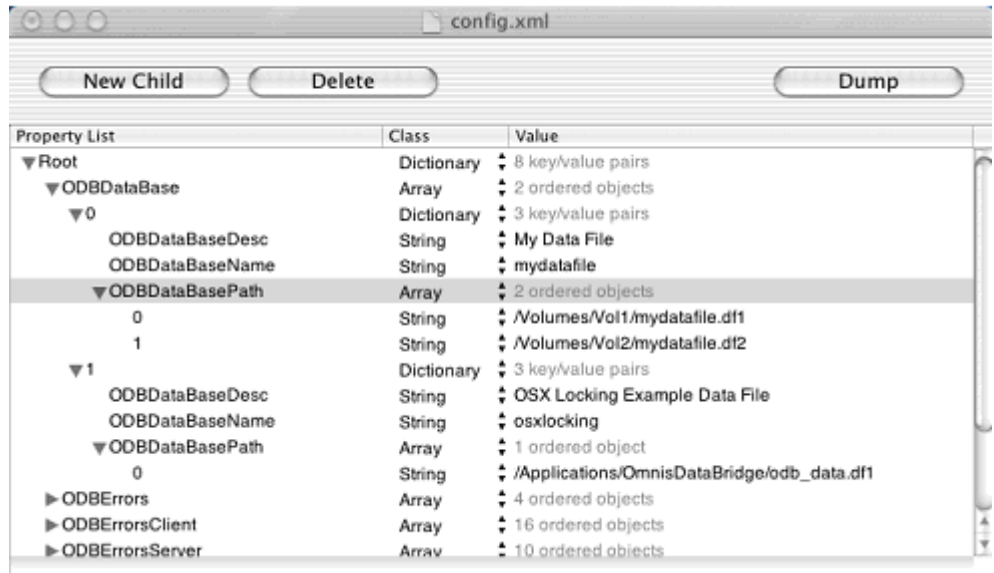 config.xml
New Child Delete Dump
Property List Class Value
Root Dictionary 8 key/value pairs
ODBDataBase Array 2 ordered objects
0 Dictionary 3 key/value pairs
ODBDataBaseDesc String My Data File
ODBDataBaseName String mydatafile
ODBDataBasePath Array 2 ordered objects
0 String /Volumes/Vol1/mydatafile.df1
1 String /Volumes/Vol2/mydatafile.df2
1 Dictionary 3 key/value pairs
ODBDataBaseDesc String OSX Locking Example Data File
ODBDataBaseName String osxlocking
ODBDataBasePath Array 1 ordered object
0 String /Applications/OmnisDataBridge/odb_data.df1
ODBErrors Array 4 ordered objects
ODBErrorsClient Array 16 ordered objects
ODBErrorsServer Array 10 ordered objects